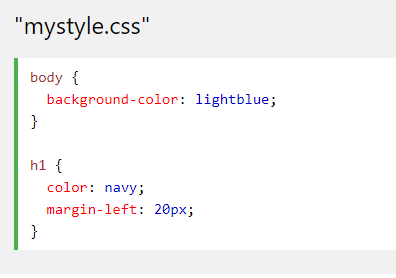 "mystyle.css"
body {
  background-color: lightblue;
}

h1 {
  color: navy;
  margin-left: 20px;
}